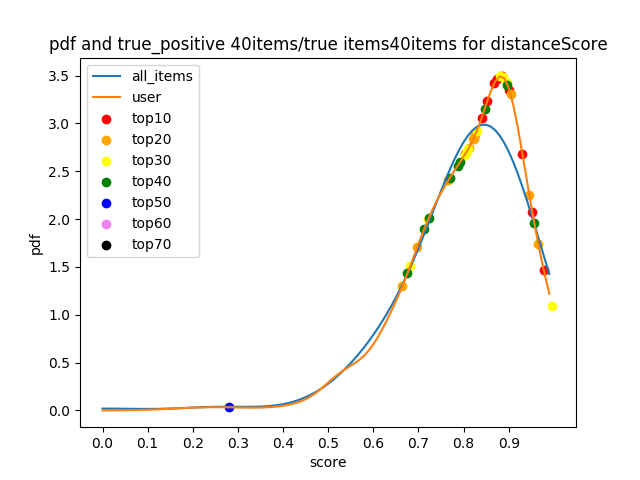 pdf and true_positive 40items/true items40items for distanceScore
all_items
user
top10
top20
top30
top40
top50
top60
top70
3.5
3.0
2.5
2.0
1.5
1.0
0.5
0.0
pdf
0.0 0.1 0.2 0.3 0.4 0.5 0.6 0.7 0.8 0.9
score